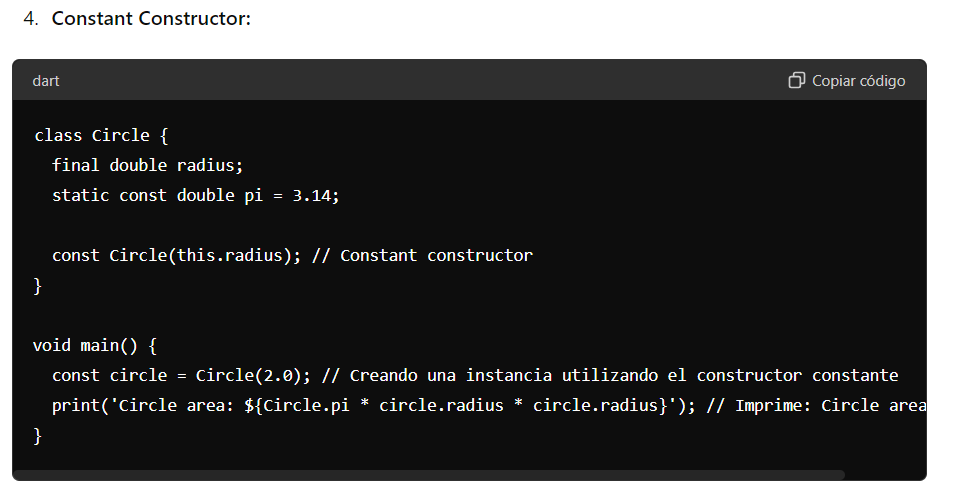 4. Constant Constructor:
dart
Copiar código
class Circle {
  final double radius;
  static const double pi = 3.14;
  const Circle(this.radius); // Constant constructor
}
void main() {
  const circle = Circle(2.0); // Creando una instancia utilizando el constructor constante
  print('Circle area: ${Circle.pi * circle.radius * circle.radius}'); // Imprime: Circle area
}